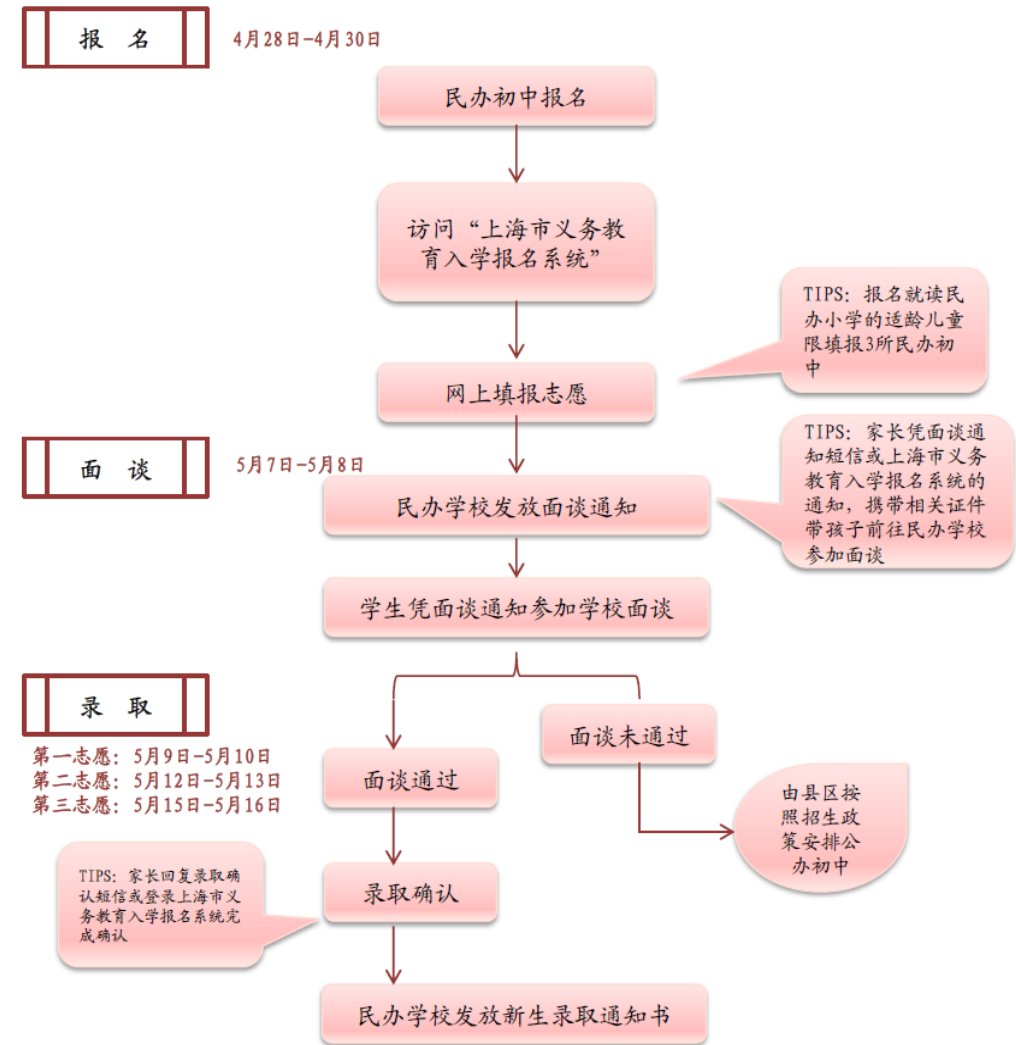 报 名
4月28日-4月30日
民办初中报名
访问“上海市义务教
育入学报名系统”
TIPS: 报名就读民
办小学的适龄儿童
限填报3所民办初
中
网上填报志愿
面 谈
5月7日-5月8日
TIPS: 家长凭面谈通
知短信或上海市义务
教育入学报名系统的
通知，携带相关证件
带孩子前往民办学校
参加面谈
民办学校发放面谈通知
学生凭面谈通知参加学校面谈
录 取
第一志愿: 5月9日-5月10日
第二志愿: 5月12日-5月13日
第三志愿: 5月15日-5月16日
面谈未通过
面谈通过
由县区按
照招生政
策安排公
办初中
TIPS: 家长回复录取确
认短信或登录上海市义
务教育入学报名系统完
成确认
录取确认
民办学校发放新生录取通知书